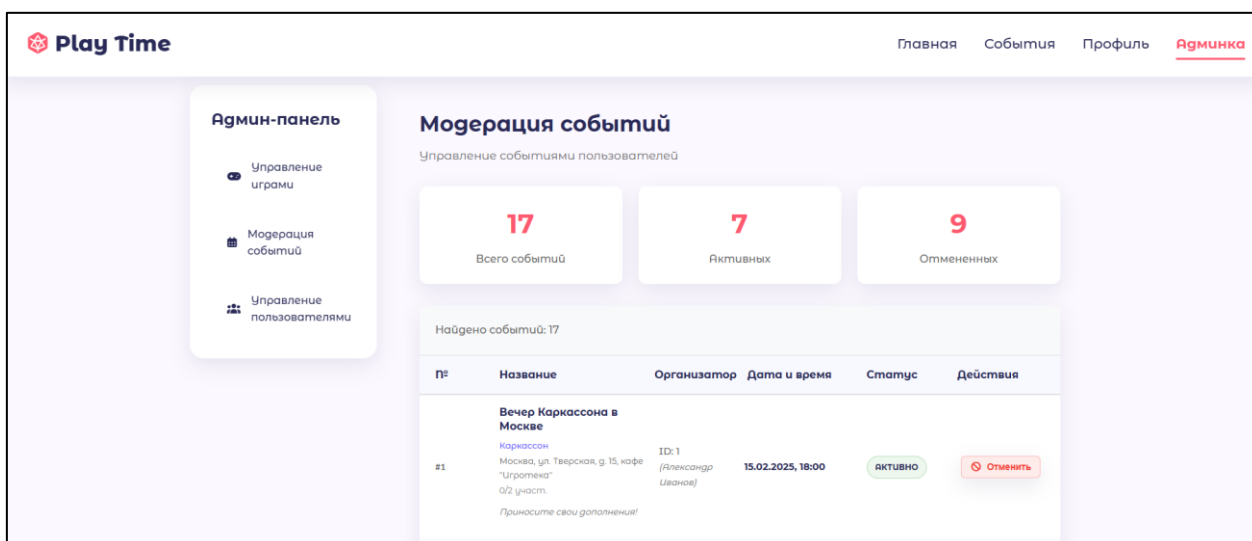 Play Time
Главная События Профиль Админка
Админ-панель
Управление
играми
Модерация
событий
Управление
пользователями
Модерация событий
Управление событиями пользователей
17
Всего событий
7
Активных
9
Отмененных
Найдено событий: 17
№ Название Организатор Дата и время Статус Действия
#1
Вечер Каркассона в
Москве
Каркассон
Москва, ул. Тверская, д. 15, кафе
"Игротека"
0/2 участ.
Приносите свои дополнения!
ID: 1
(Александр
Иванов)
15.02.2025, 18:00
АКТИВНО
Отменить